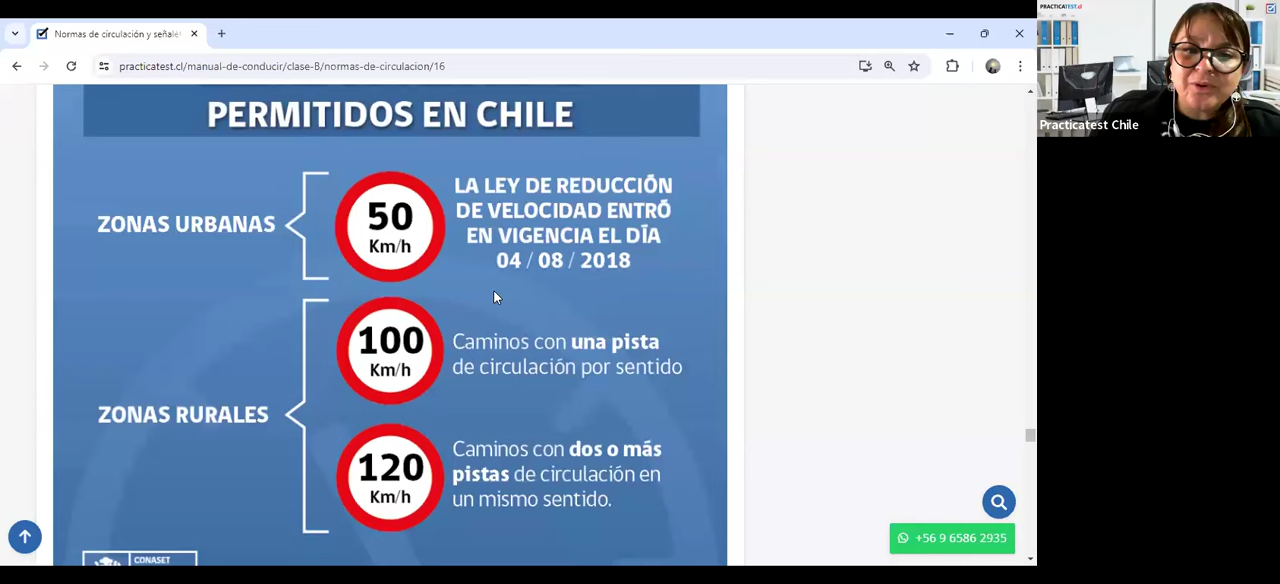 Normas de circulación y señale
practicatest.cl/manual-de-conducir/clase-B/normas-de-circulacion/16
PRACTICATEST.cl
Practicatest Chile
PERMITIDOS EN CHILE
ZONAS URBANAS
50
Km/h
LA LEY DE REDUCCIÓN
DE VELOCIDAD ENTRÓ
EN VIGENCIA EL DÍA
04 / 08 / 2018
ZONAS RURALES
100
Km/h
Caminos con una pista
de circulación por sentido
120
Km/h
Caminos con dos o más
pistas de circulación en
un mismo sentido.
CONASET
+56 9 6586 2935